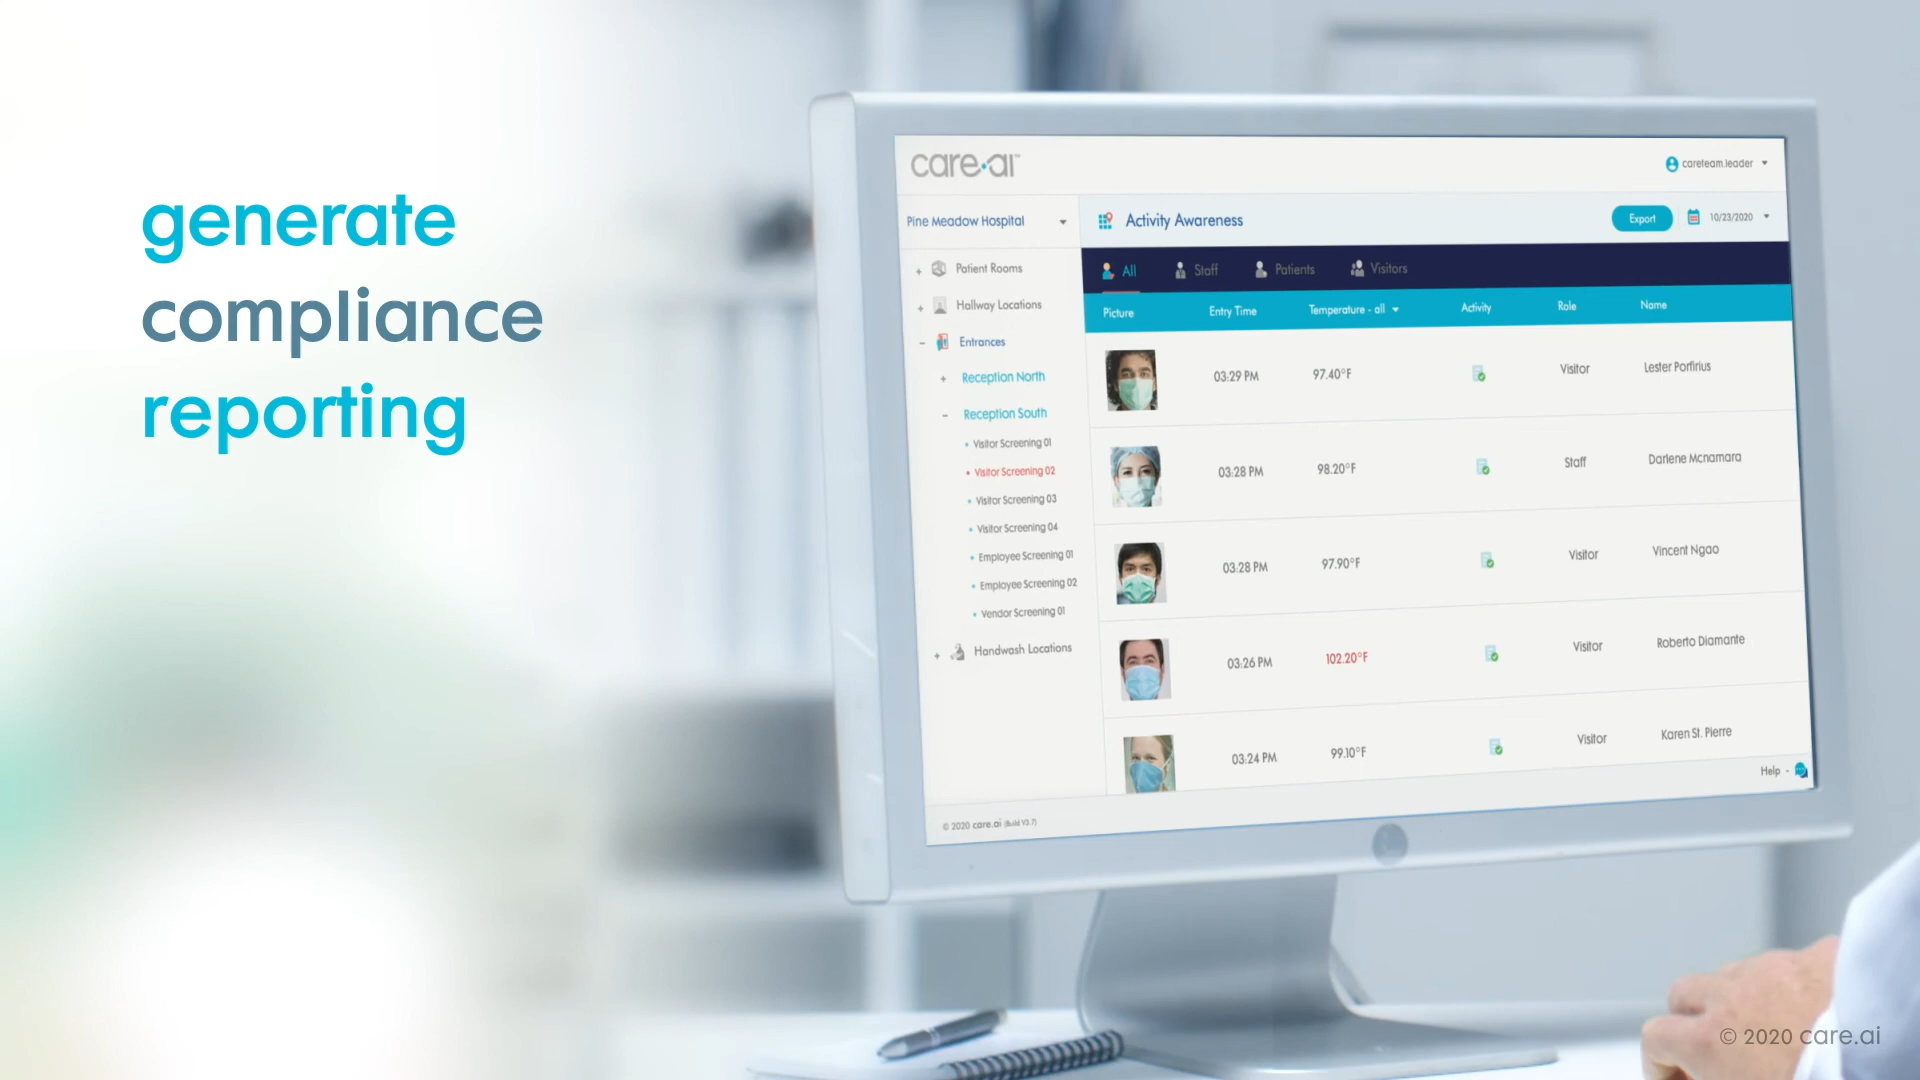 generate
compliance
reporting
care.ai™
careteam.leader
Pine Meadow Hospital
Activity Awareness
Export
10/23/2020
+ Patient Rooms
+ Hallway Locations
- Entrances
+ Reception North
- Reception South
• Visitor Screening 01
• Visitor Screening 02
• Visitor Screening 03
• Visitor Screening 04
• Employee Screening 01
• Employee Screening 02
• Vendor Screening 01
+ Handwash Locations
All Staff Patients Visitors
Picture Entry Time Temperature - all Activity Role Name
03:29 PM 97.40°F Visitor Lester Porfirius
03:28 PM 98.20°F Staff Darlene Mcnamara
03:28 PM 97.90°F Visitor Vincent Ngao
03:26 PM 102.20°F Visitor Roberto Diamante
03:24 PM 99.10°F Visitor Karen St. Pierre
Help -
© 2020 care.ai (Build V3.7)
© 2020 care.ai